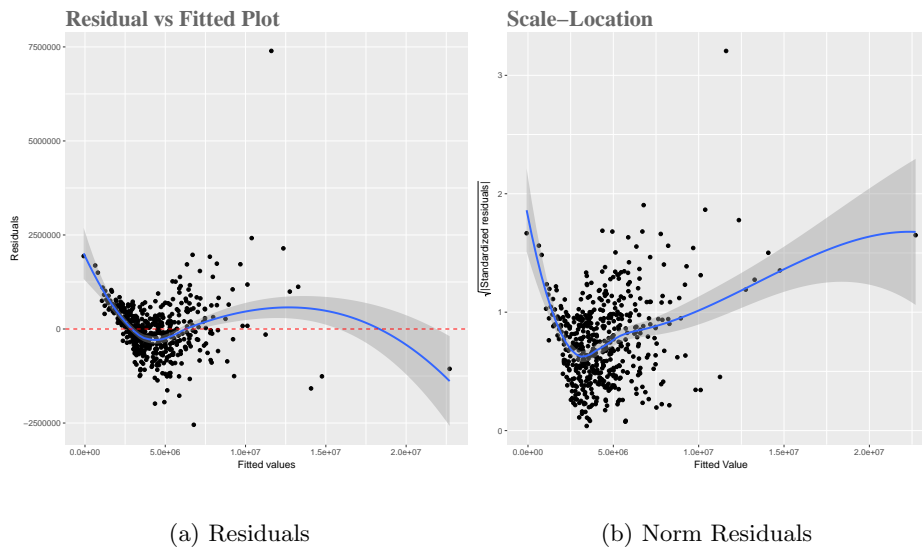 Residual vs Fitted Plot
7500000
5000000
2500000
0
−2500000
Residuals
0.0e+00 5.0e+06 1.0e+07 1.5e+07 2.0e+07
Fitted values
Scale−Location
3
2
1
0
√|Standardized residuals|
0.0e+00 5.0e+06 1.0e+07 1.5e+07 2.0e+07
Fitted Value
(a) Residuals
(b) Norm Residuals